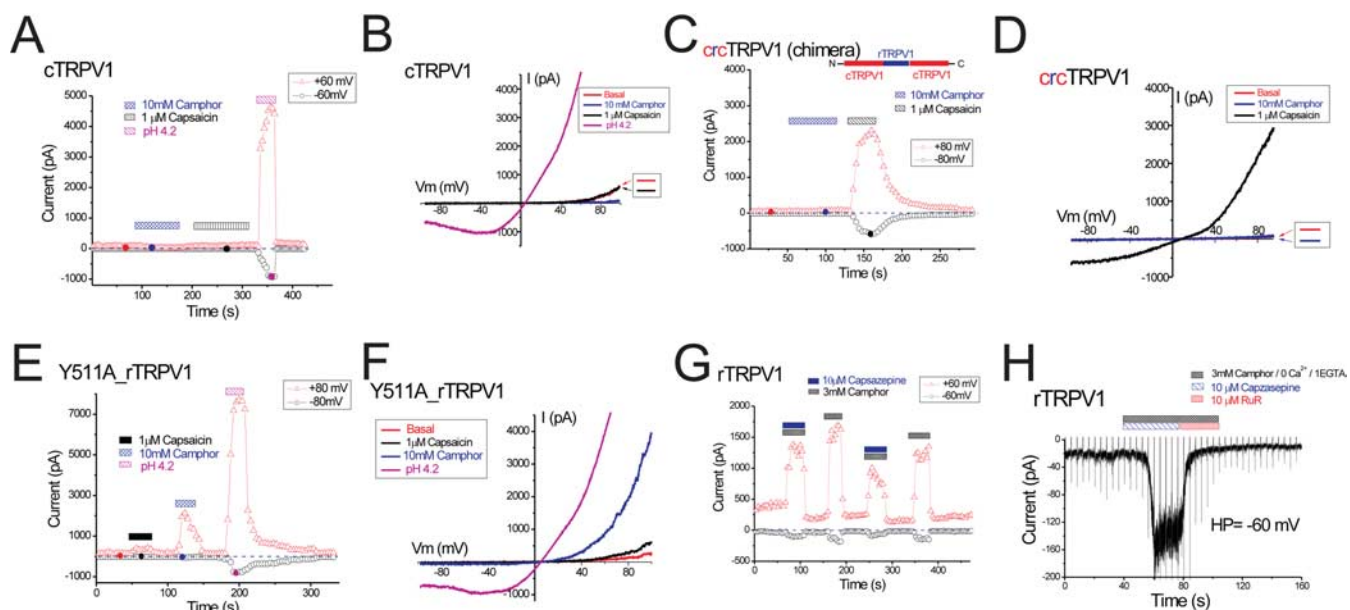 A
cTRPV1
+60 mV
-60mV
10mM Camphor
1 µM Capsaicin
pH 4.2
Current (pA)
5000
4000
3000
2000
1000
0
-1000
100
200
300
400
Time (s)
B
cTRPV1
I (pA)
Basal
10 mM Camphor
1 µM Capsaicin
pH 4.2
Vm (mV)
-80
-40
40
80
4000
3000
2000
1000
-1000
C
crcTRPV1 (chimera)
rTRPV1
N
C
cTRPV1
cTRPV1
10mM Camphor
1 µM Capsaicin
+80 mV
-80mV
Current (pA)
4000
3000
2000
1000
0
-1000
50
100
150
200
250
Time (s)
D
crcTRPV1
I (pA)
Basal
10mM Camphor
1 µM Capsaicin
Vm (mV)
-80
-40
40
80
3000
2000
1000
-1000
E
Y511A_rTRPV1
+80 mV
-80mV
1µM Capsaicin
10mM Camphor
pH 4.2
Current (pA)
8000
7000
6000
5000
4000
3000
2000
1000
0
-1000
0
100
200
300
Time (s)
F
Y511A_rTRPV1
I (pA)
Basal
1µM Capsaicin
10mM Camphor
pH 4.2
Vm (mV)
-80
-40
40
80
4000
3000
2000
1000
-1000
G
rTRPV1
10µM Capsazepine
3mM Camphor
+60 mV
-60mV
Current (pA)
2000
1500
1000
500
0
-500
0
100
200
300
400
Time (s)
H
rTRPV1
3mM Camphor / 0 Ca2+ / 1EGTA
10 µM Capzasepine
10 µM RuR
Current (pA)
0
-40
-80
-120
-160
-200
HP= -60 mV
0
40
80
120
160
Time (s)